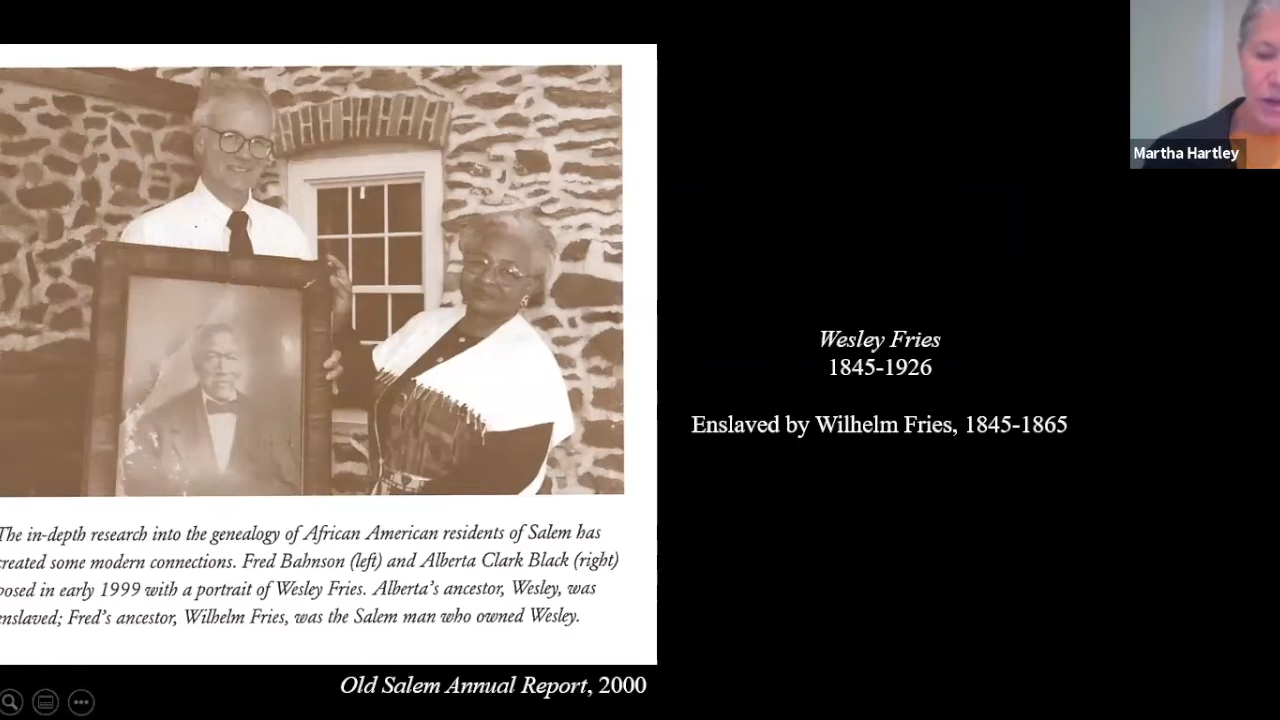 Martha Hartley
Wesley Fries
1845-1926
Enslaved by Wilhelm Fries, 1845-1865
The in-depth research into the genealogy of African American residents of Salem has
created some modern connections. Fred Bahnson (left) and Alberta Clark Black (right)
posed in early 1999 with a portrait of Wesley Fries. Alberta's ancestor, Wesley, was
enslaved; Fred's ancestor, Wilhelm Fries, was the Salem man who owned Wesley.
Old Salem Annual Report, 2000